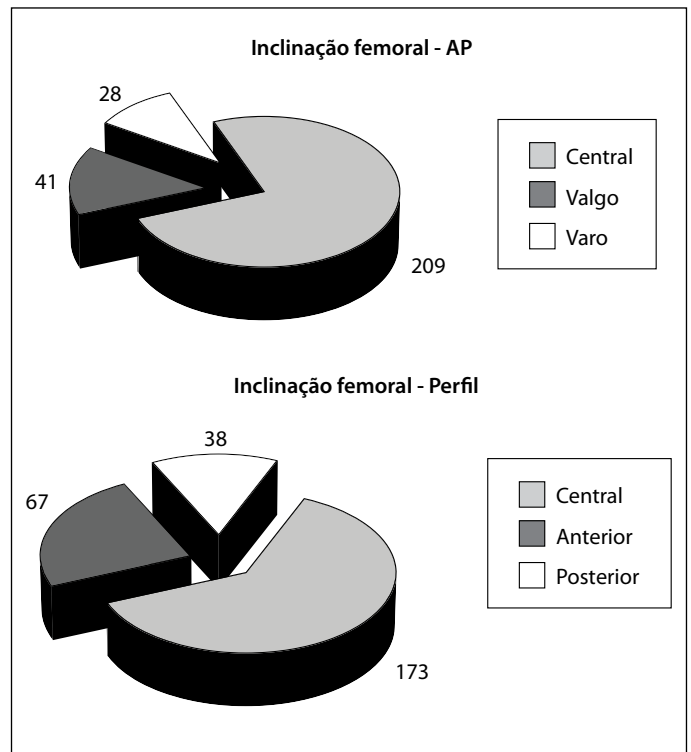 Inclinação femoral - AP
28
41
209
Central
Valgo
Varo
Inclinação femoral - Perfil
38
67
173
Central
Anterior
Posterior